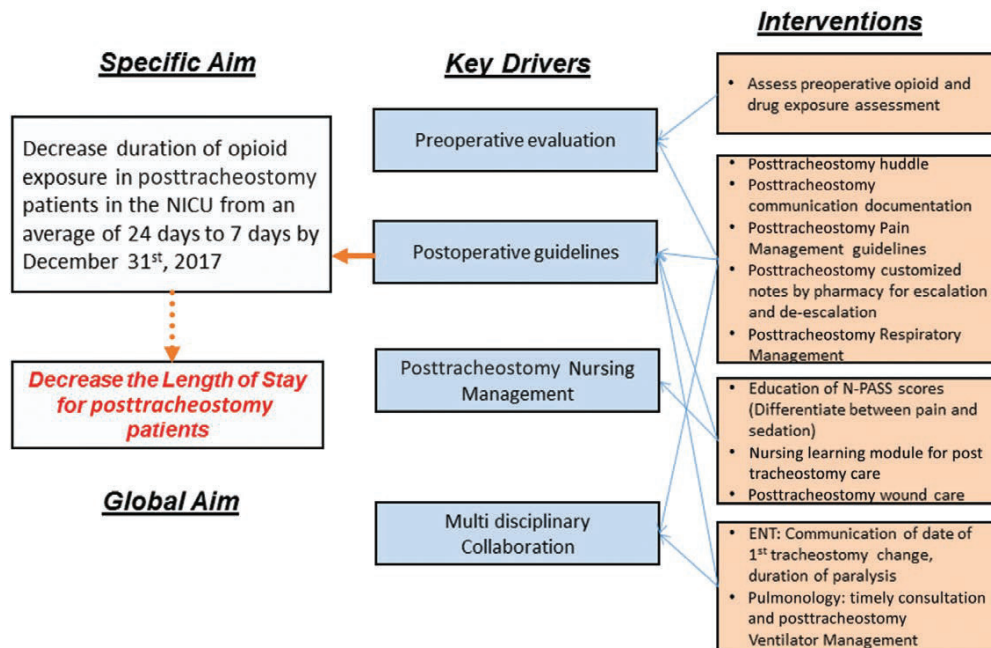 Specific Aim
Decrease duration of opioid
exposure in posttracheostomy
patients in the NICU from an
average of 24 days to 7 days by
December 31st, 2017
Decrease the Length of Stay
for posttracheostomy
patients
Global Aim
Key Drivers
Preoperative evaluation
Postoperative guidelines
Posttracheostomy Nursing
Management
Multi disciplinary
Collaboration
Interventions
• Assess preoperative opioid and
drug exposure assessment
• Posttracheostomy huddle
• Posttracheostomy
communication documentation
• Posttracheostomy Pain
Management guidelines
• Posttracheostomy customized
notes by pharmacy for escalation
and de-escalation
• Posttracheostomy Respiratory
Management
• Education of N-PASS scores
(Differentiate between pain and
sedation)
• Nursing learning module for post
tracheostomy care
• Posttracheostomy wound care
• ENT: Communication of date of
1st tracheostomy change,
duration of paralysis
• Pulmonology: timely consultation
and posttracheostomy
Ventilator Management